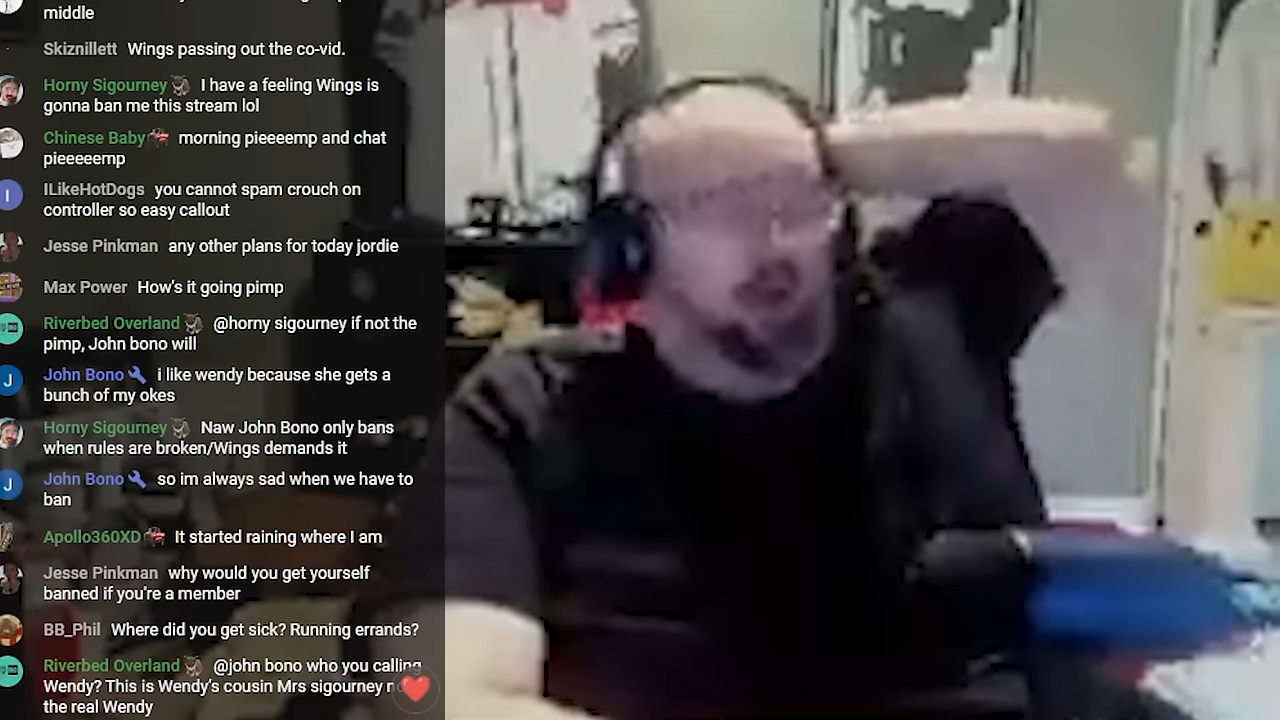 middle
Skiznillett Wings passing out the co-vid.
Horny Sigourney I have a feeling Wings is
gonna ban me this stream lol
Chinese Baby morning pieeeemp and chat
pieeeeemp
I
ILikeHotDogs you cannot spam crouch on
controller so easy callout
Jesse Pinkman any other plans for today jordie
Max Power How's it going pimp
Riverbed Overland @horny sigourney if not the
pimp, John bono will
J
John Bono i like wendy because she gets a
bunch of my okes
Horny Sigourney Naw John Bono only bans
when rules are broken/Wings demands it
J
John Bono so im always sad when we have to
ban
Apollo360XD It started raining where I am
Jesse Pinkman why would you get yourself
banned if you're a member
BB_Phil Where did you get sick? Running errands?
Riverbed Overland @john bono who you calling
Wendy? This is Wendy's cousin Mrs sigourney
the real Wendy